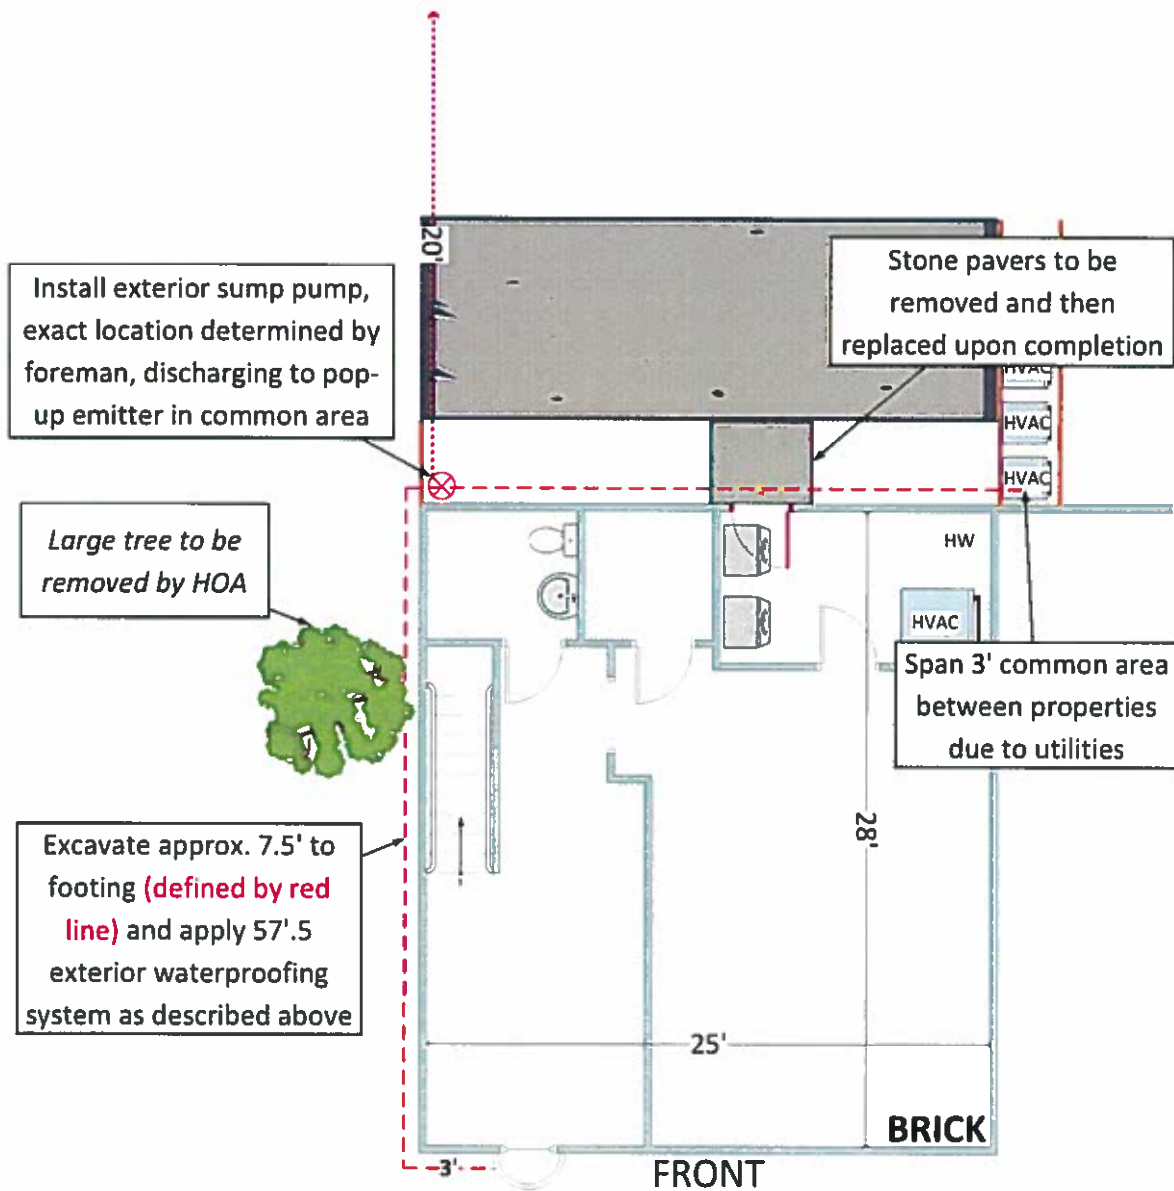 20'
Install exterior sump pump,
exact location determined by
foreman, discharging to pop-
up emitter in common area
Stone pavers to be
removed and then
replaced upon completion
HVAC
HVAC
HVAC
Large tree to be
removed by HOA
HW
HVAC
Span 3' common area
between properties
due to utilities
28'
Excavate approx. 7.5' to
footing (defined by red
line) and apply 57'.5
exterior waterproofing
system as described above
25'
BRICK
3'
FRONT